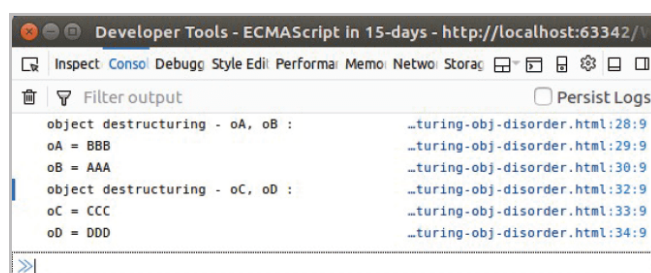 Developer Tools - ECMAScript in 15-days - http://localhost:63342/
Inspect Consol Debugg Style Edit Performa Memo Networ Storag
Filter output Persist Logs
object destructuring - oA, oB : …turing-obj-disorder.html:28:9
oA = BBB …turing-obj-disorder.html:29:9
oB = AAA …turing-obj-disorder.html:30:9
object destructuring - oC, oD : …turing-obj-disorder.html:32:9
oC = CCC …turing-obj-disorder.html:33:9
oD = DDD …turing-obj-disorder.html:34:9